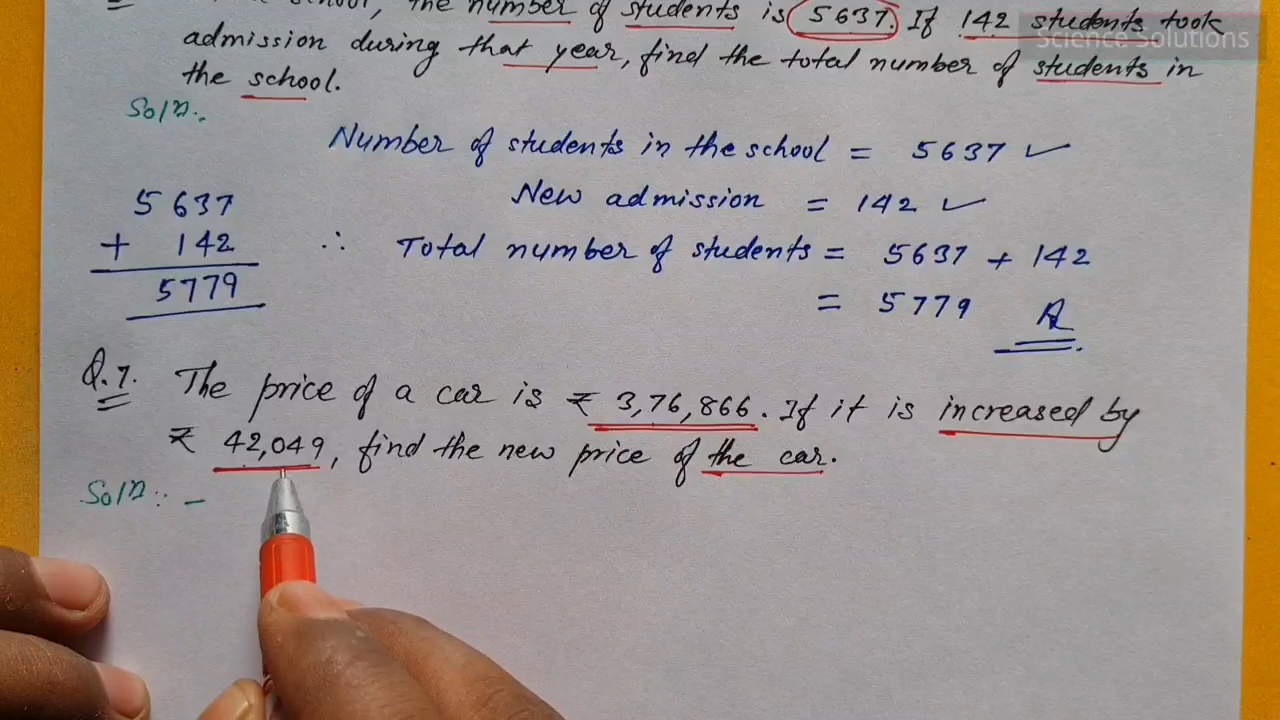 school, the number of students is 5637. If 142 students took
Science Solutions
admission during that year, find the total number of students in
the school.
Soln:.
Number of students in the school = 5637 ✓
New admission = 142 ✓
5637
+ 142
5779
∴ Total number of students = 5637 + 142
= 5779
Q.7. The price of a car is ₹ 3,76,866. If it is increased by
₹ 42,049, find the new price of the car.
Soln:. –